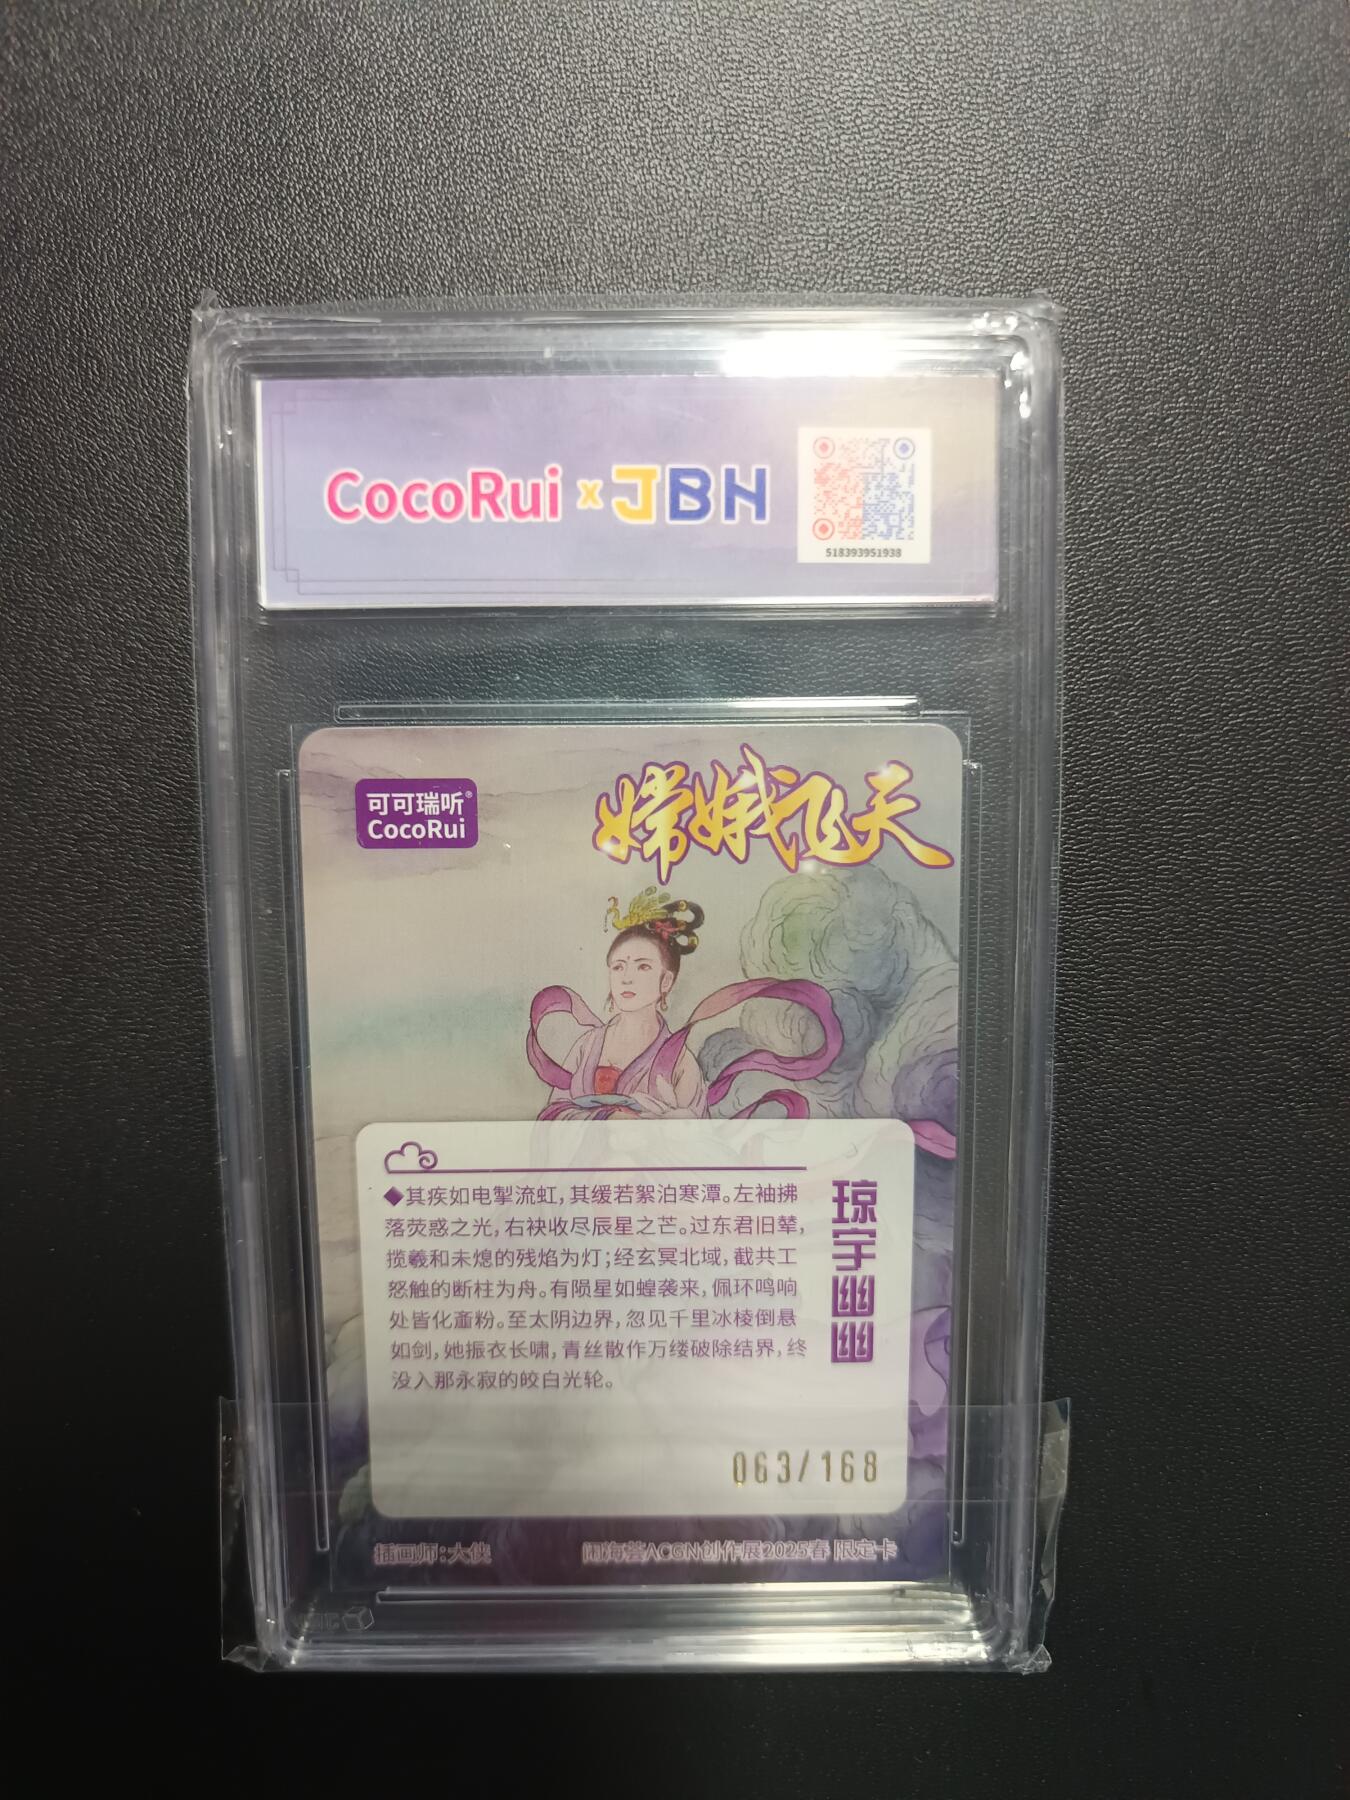 CocoRui x JBH
518393951938
可可瑞听®
CocoRui
嫦娥飞天
◆其疾如电掣流虹，其缓若絮泊寒潭。左袖拂
落荧惑之光，右袂收尽辰星之芒。过东君旧辇，
揽羲和未熄的残焰为灯；经玄冥北域，截共工
怒触的断柱为舟。有陨星如蝗袭来，佩环鸣响
处皆化齑粉。至太阴边界，忽见千里冰棱倒悬
如剑，她振衣长啸，青丝散作万缕破除结界，终
没入那永寂的皎白光轮。
琼宇幽幽
063/168
插画师：大侠
闹海荟ACGN创作展2025春 限定卡